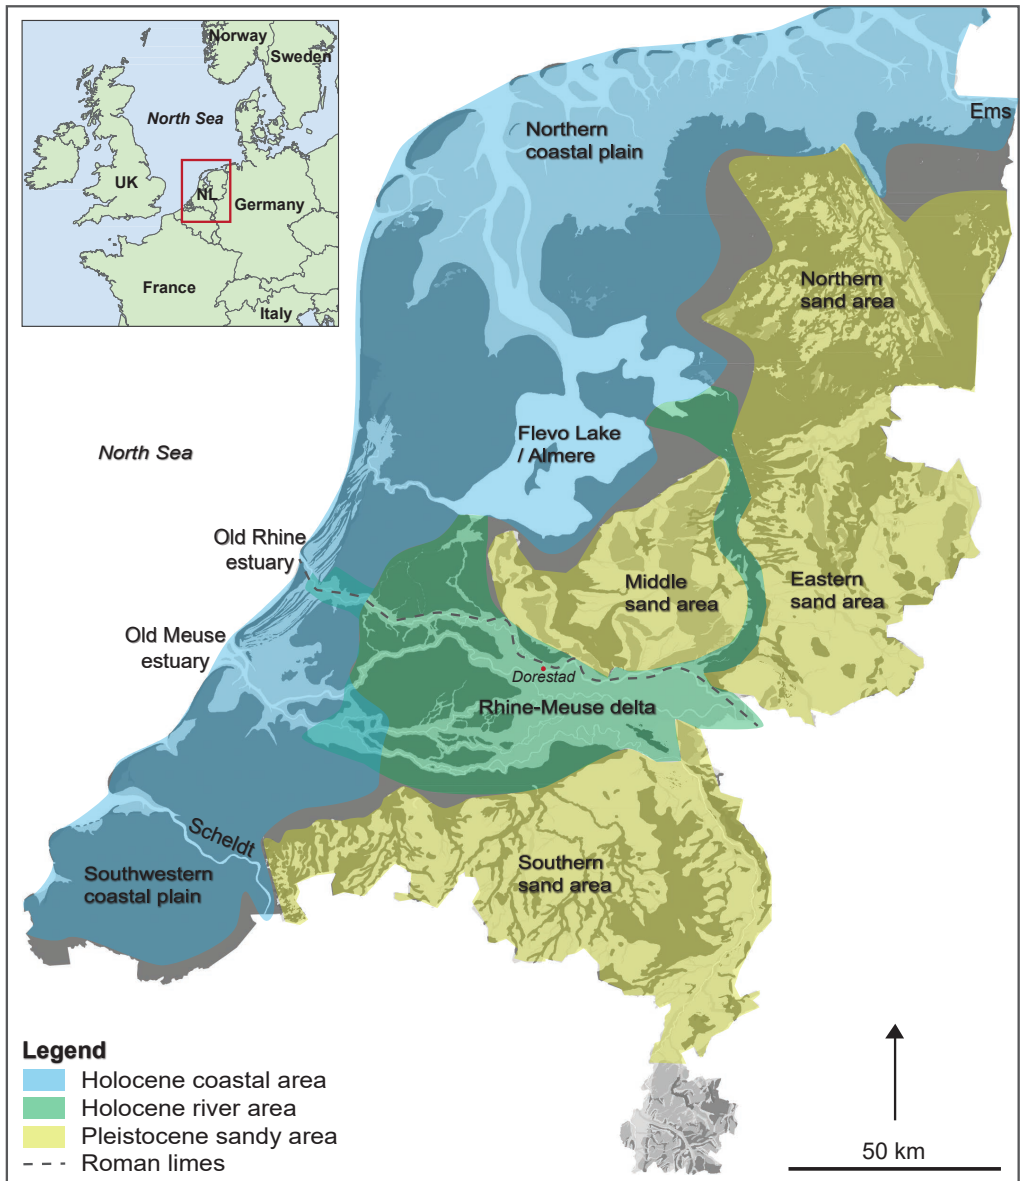 Norway
Sweden
North Sea
UK
NL
Germany
France
Italy
Ems
Northern
coastal plain
Northern
sand area
North Sea
Flevo Lake
/ Almere
Old Rhine
estuary
Middle
sand area
Eastern
sand area
Old Meuse
estuary
Dorestad
Rhine-Meuse delta
Scheldt
Southwestern
coastal plain
Southern
sand area
Legend
Holocene coastal area
Holocene river area
Pleistocene sandy area
Roman limes
50 km